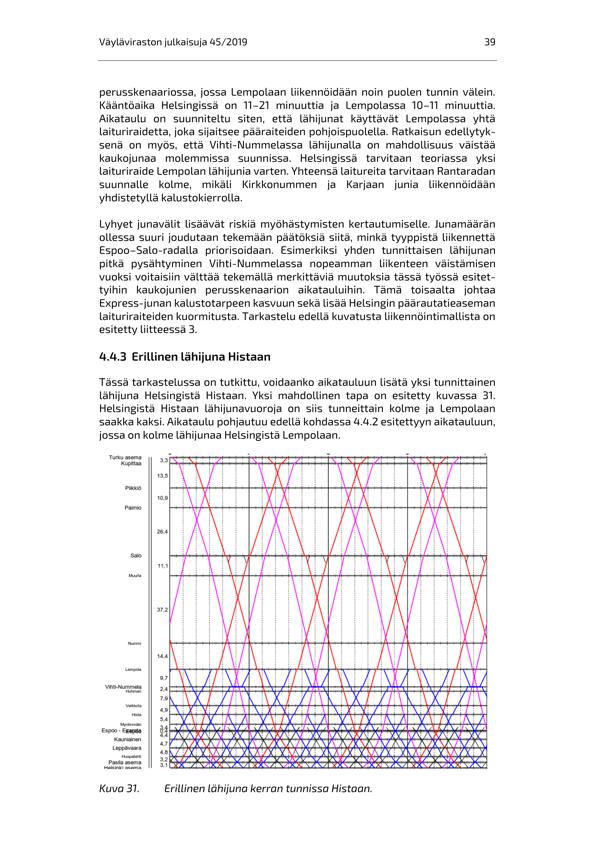 Väyläviraston julkaisuja 45/2019 39
perusskenaariossa, jossa Lempolaan liikennöidään noin puolen tunnin välein.
Kääntöaika Helsingissä on 11–21 minuuttia ja Lempolassa 10–11 minuuttia.
Aikataulu on suunniteltu siten, että lähijunat käyttävät Lempolassa yhtä
laituriraidetta, joka sijaitsee pääraiteiden pohjoispuolella. Ratkaisun edellytyk-
senä on myös, että Vihti-Nummelassa lähijunalla on mahdollisuus väistää
kaukojunaa molemmissa suunnissa. Helsingissä tarvitaan teoriassa yksi
laituriraide Lempolan lähijunia varten. Yhteensä laitureita tarvitaan Rantaradan
suunnalle kolme, mikäli Kirkkonummen ja Karjaan junia liikennöidään
yhdistetyllä kalustokierrolla.
Lyhyet junavälit lisäävät riskiä myöhästymisten kertautumiselle. Junamäärän
ollessa suuri joudutaan tekemään päätöksiä siitä, minkä tyyppistä liikennettä
Espoo–Salo-radalla priorisoidaan. Esimerkiksi yhden tunnittaisen lähijunan
pitkä pysähtyminen Vihti-Nummelassa nopeamman liikenteen väistämisen
vuoksi voitaisiin välttää tekemällä merkittäviä muutoksia tässä työssä esitet-
tyihin kaukojunien perusskenaarion aikatauluihin. Tämä toisaalta johtaa
Express-junan kalustotarpeen kasvuun sekä lisää Helsingin päärautatieaseman
laituriraiteiden kuormitusta. Tarkastelu edellä kuvatusta liikennöintimallista on
esitetty liitteessä 3.
4.4.3 Erillinen lähijuna Histaan
Tässä tarkastelussa on tutkittu, voidaanko aikatauluun lisätä yksi tunnittainen
lähijuna Helsingistä Histaan. Yksi mahdollinen tapa on esitetty kuvassa 31.
Helsingistä Histaan lähijunavuoroja on siis tunneittain kolme ja Lempolaan
saakka kaksi. Aikataulu pohjautuu edellä kohdassa 4.4.2 esitettyyn aikatauluun,
jossa on kolme lähijunaa Helsingistä Lempolaan.
Turku asema
3,3
Kupittaa
13,5
Piikkiö
10,9
Paimio
26,4
Salo
11,1
Muurla
37,2
Nummi
14,4
Lempola
9,7
Vihti-Nummela
2,4
Huhmari
7,9
Veikkola
4,9
Hista
5,4
Myntinmäki
Kauniainen
4,7
Leppävaara
4,8
Huopalahti
3,2
Pasila asema
3,1
Helsinki asema
Kuva 31. Erillinen lähijuna kerran tunnissa Histaan.